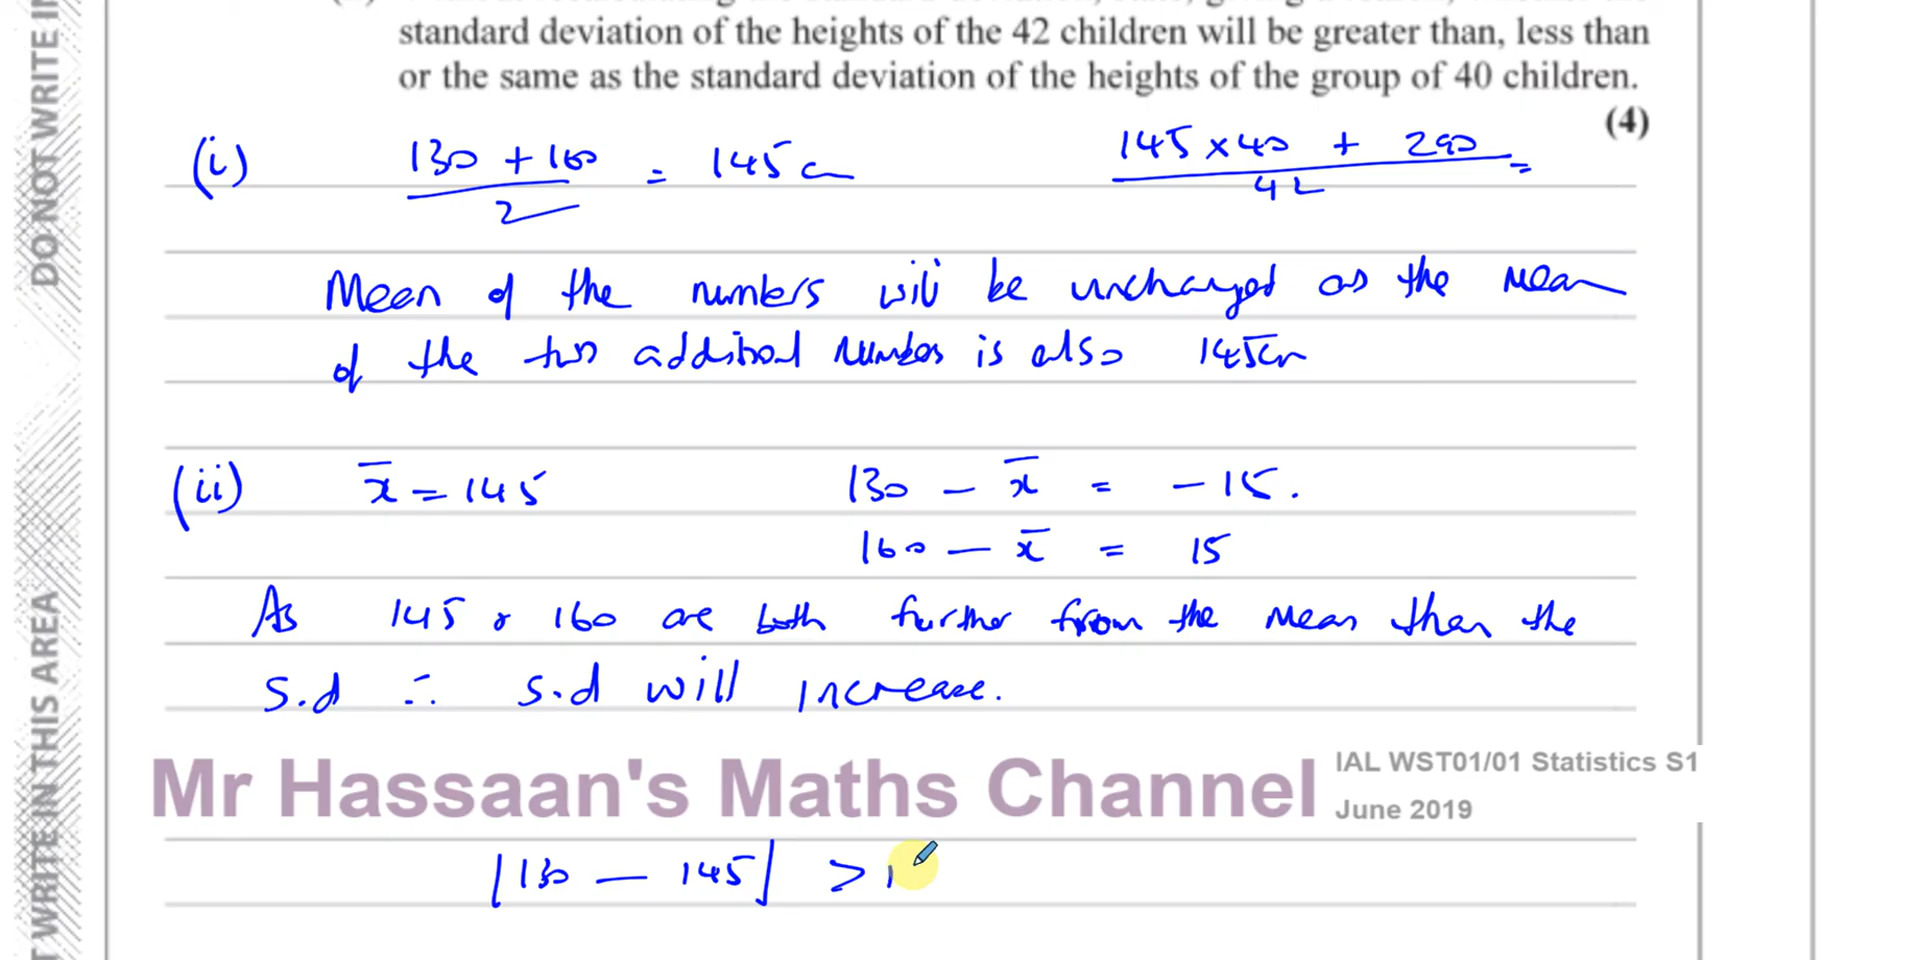 standard deviation of the heights of the 42 children will be greater than, less than
or the same as the standard deviation of the heights of the group of 40 children.
(4)
(i) 130 + 160 / 2 = 145cm 145 × 40 + 290 / 42 =
Mean of the numbers will be unchanged as the mean
of the two additional numbers is also 145cm
(ii) x̄ = 145 130 – x̄ = – 15.
160 – x̄ = 15
As 145 & 160 are both further from the mean than the
s.d ∴ s.d will increase.
Mr Hassaan's Maths Channel
IAL WST01/01 Statistics S1
June 2019
|130 – 145| > 1
DO NOT WRITE IN
T WRITE IN THIS AREA